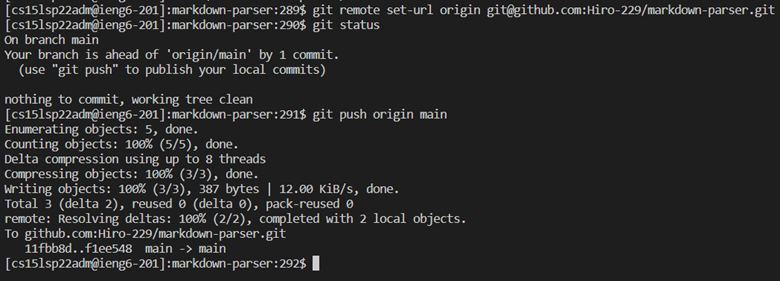 [cs15lsp22adm@ieng6-201]:markdown-parser:289$ git remote set-url origin git@github.com:Hiro-229/markdown-parser.git
[cs15lsp22adm@ieng6-201]:markdown-parser:290$ git status
On branch main
Your branch is ahead of 'origin/main' by 1 commit.
  (use "git push" to publish your local commits)

nothing to commit, working tree clean
[cs15lsp22adm@ieng6-201]:markdown-parser:291$ git push origin main
Enumerating objects: 5, done.
Counting objects: 100% (5/5), done.
Delta compression using up to 8 threads
Compressing objects: 100% (3/3), done.
Writing objects: 100% (3/3), 387 bytes | 12.00 KiB/s, done.
Total 3 (delta 2), reused 0 (delta 0), pack-reused 0
remote: Resolving deltas: 100% (2/2), completed with 2 local objects.
To github.com:Hiro-229/markdown-parser.git
   11fbb8d..f1ee548  main -> main
[cs15lsp22adm@ieng6-201]:markdown-parser:292$